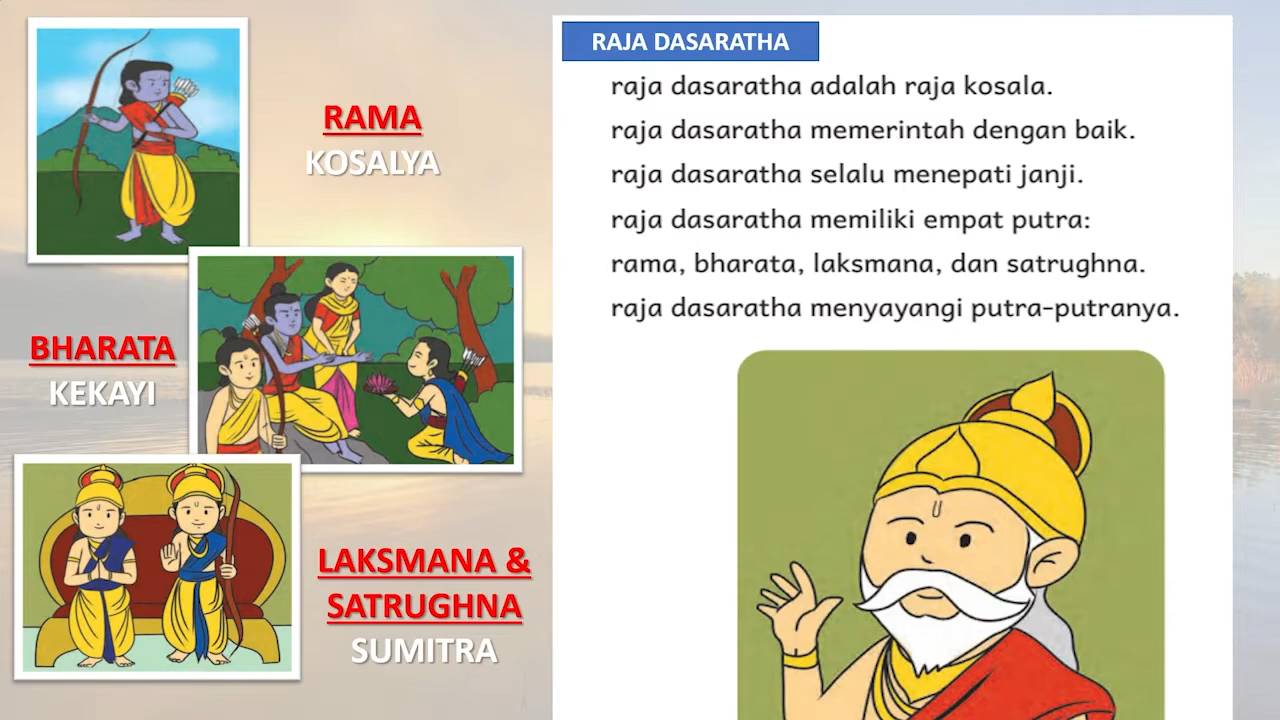 RAMA
KOSALYA
BHARATA
KEKAYI
LAKSMANA &
SATRUGHNA
SUMITRA
RAJA DASARATHA
raja dasaratha adalah raja kosala.
raja dasaratha memerintah dengan baik.
raja dasaratha selalu menepati janji.
raja dasaratha memiliki empat putra:
rama, bharata, laksmana, dan satrughna.
raja dasaratha menyayangi putra-putranya.